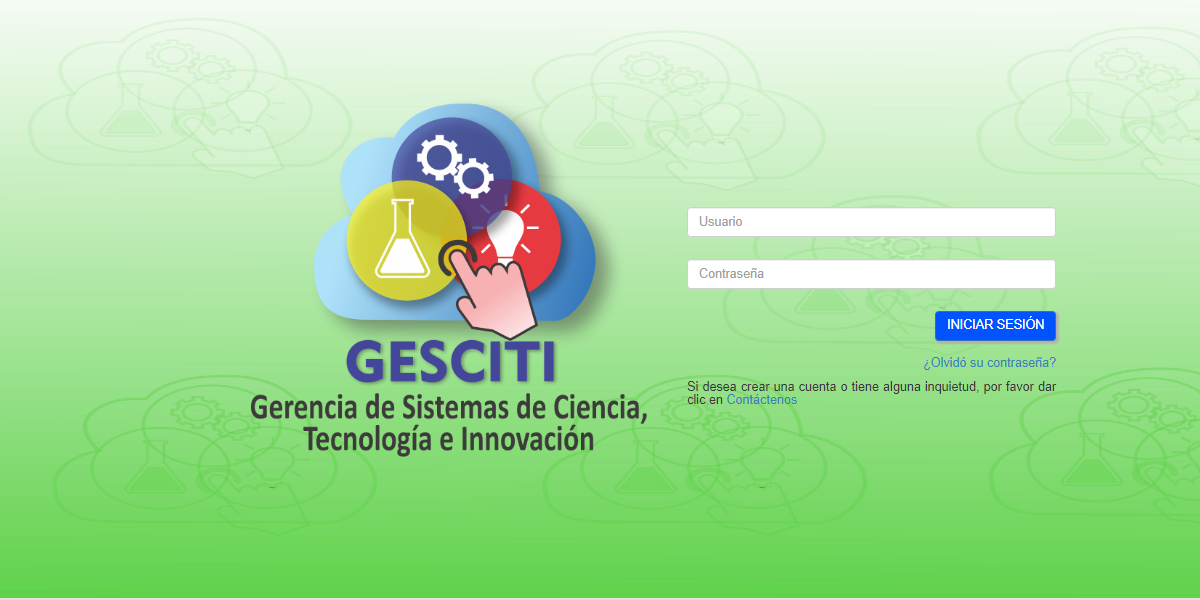 GESCITI
Gerencia de Sistemas de Ciencia,
Tecnología e Innovación
Usuario
Contraseña
INICIAR SESIÓN
¿Olvidó su contraseña?
Si desea crear una cuenta o tiene alguna inquietud, por favor dar
clic en Contáctenos